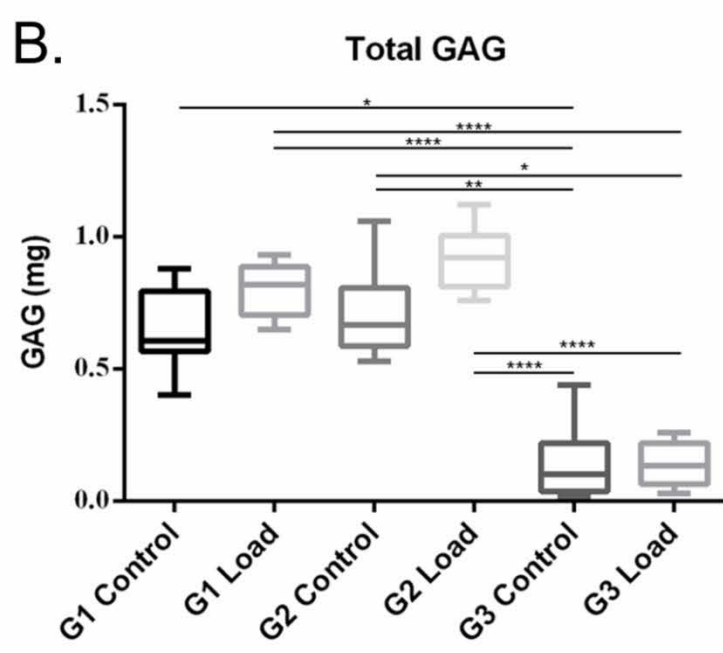 B.
Total GAG
GAG (mg)
1.5
1.0
0.5
0.0
*
****
****
*
**
****
****
G1 Control
G1 Load
G2 Control
G2 Load
G3 Control
G3 Load